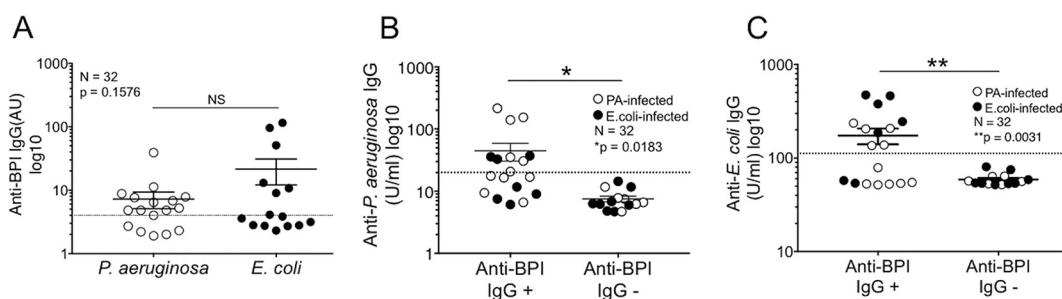 A
Anti-BPI IgG(AU)
log10
1000
100
10
1
N = 32
p = 0.1576
NS
P. aeruginosa
E. coli
B
Anti-P. aeruginosa IgG
(U/ml) log10
1000
100
10
1
*
PA-infected
E.coli-infected
N = 32
*p = 0.0183
Anti-BPI
IgG +
Anti-BPI
IgG -
C
Anti-E. coli IgG
(U/ml) log10
1000
100
10
**
PA-infected
E.coli-infected
N = 32
**p = 0.0031
Anti-BPI
IgG +
Anti-BPI
IgG -